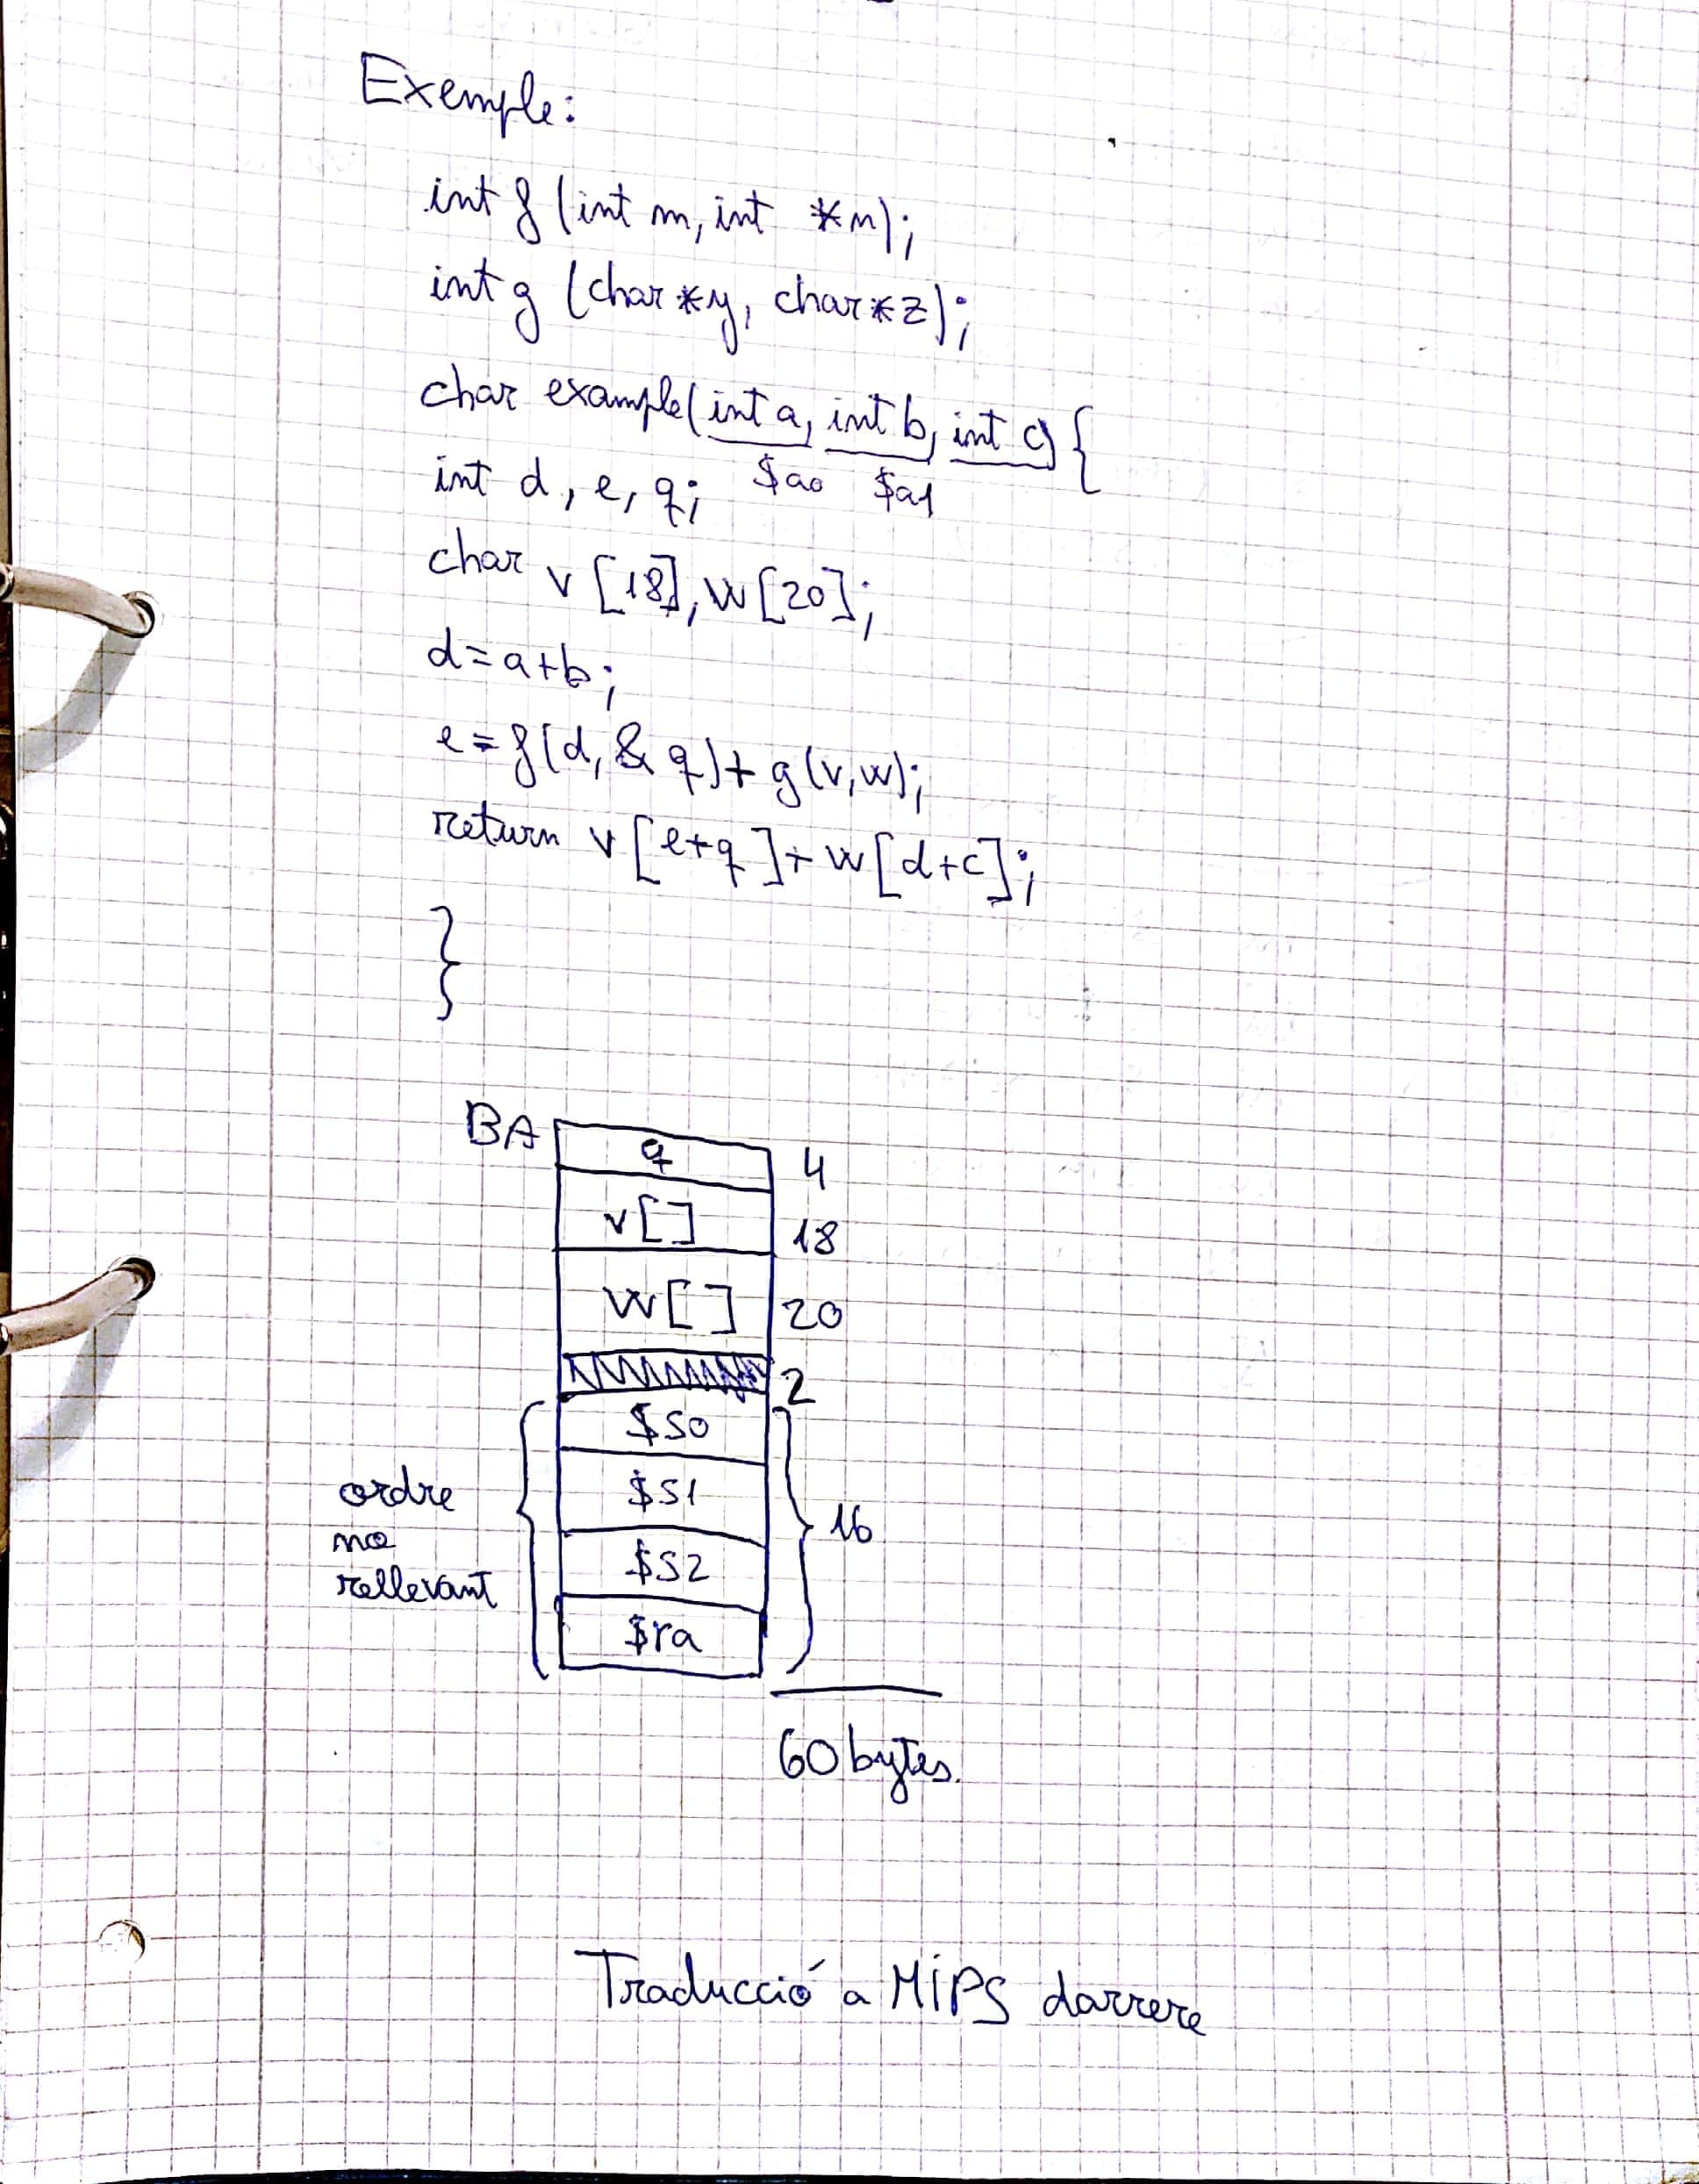 Exemple:
int f (int m, int *n);
int g (char *y, char *z);
char example(int a, int b, int c) {
$a0 $a1
int d, e, q;
char v [18], w [20];
d=a+b;
e = f(d, & q)+ g(v,w);
return v [e+q]+ w[d+c];
}
BA
q 4
v[] 18
w[] 20
2
$s0
$s1
$s2
$ra
16
ordre
no
rellevant
60 bytes.
Traducció a MIPS darrere